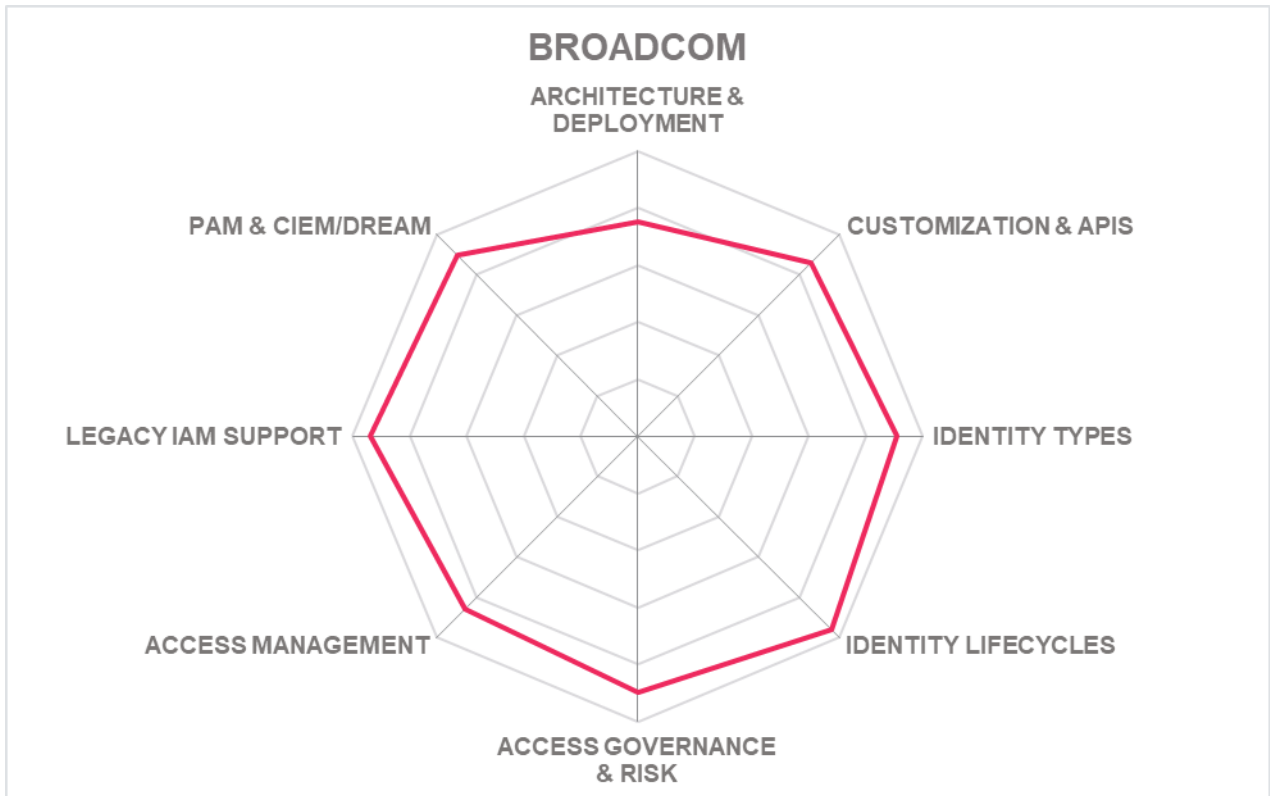 BROADCOM
ARCHITECTURE &
DEPLOYMENT
PAM & CIEM/DREAM
CUSTOMIZATION & APIS
LEGACY IAM SUPPORT
IDENTITY TYPES
ACCESS MANAGEMENT
IDENTITY LIFECYCLES
ACCESS GOVERNANCE
& RISK